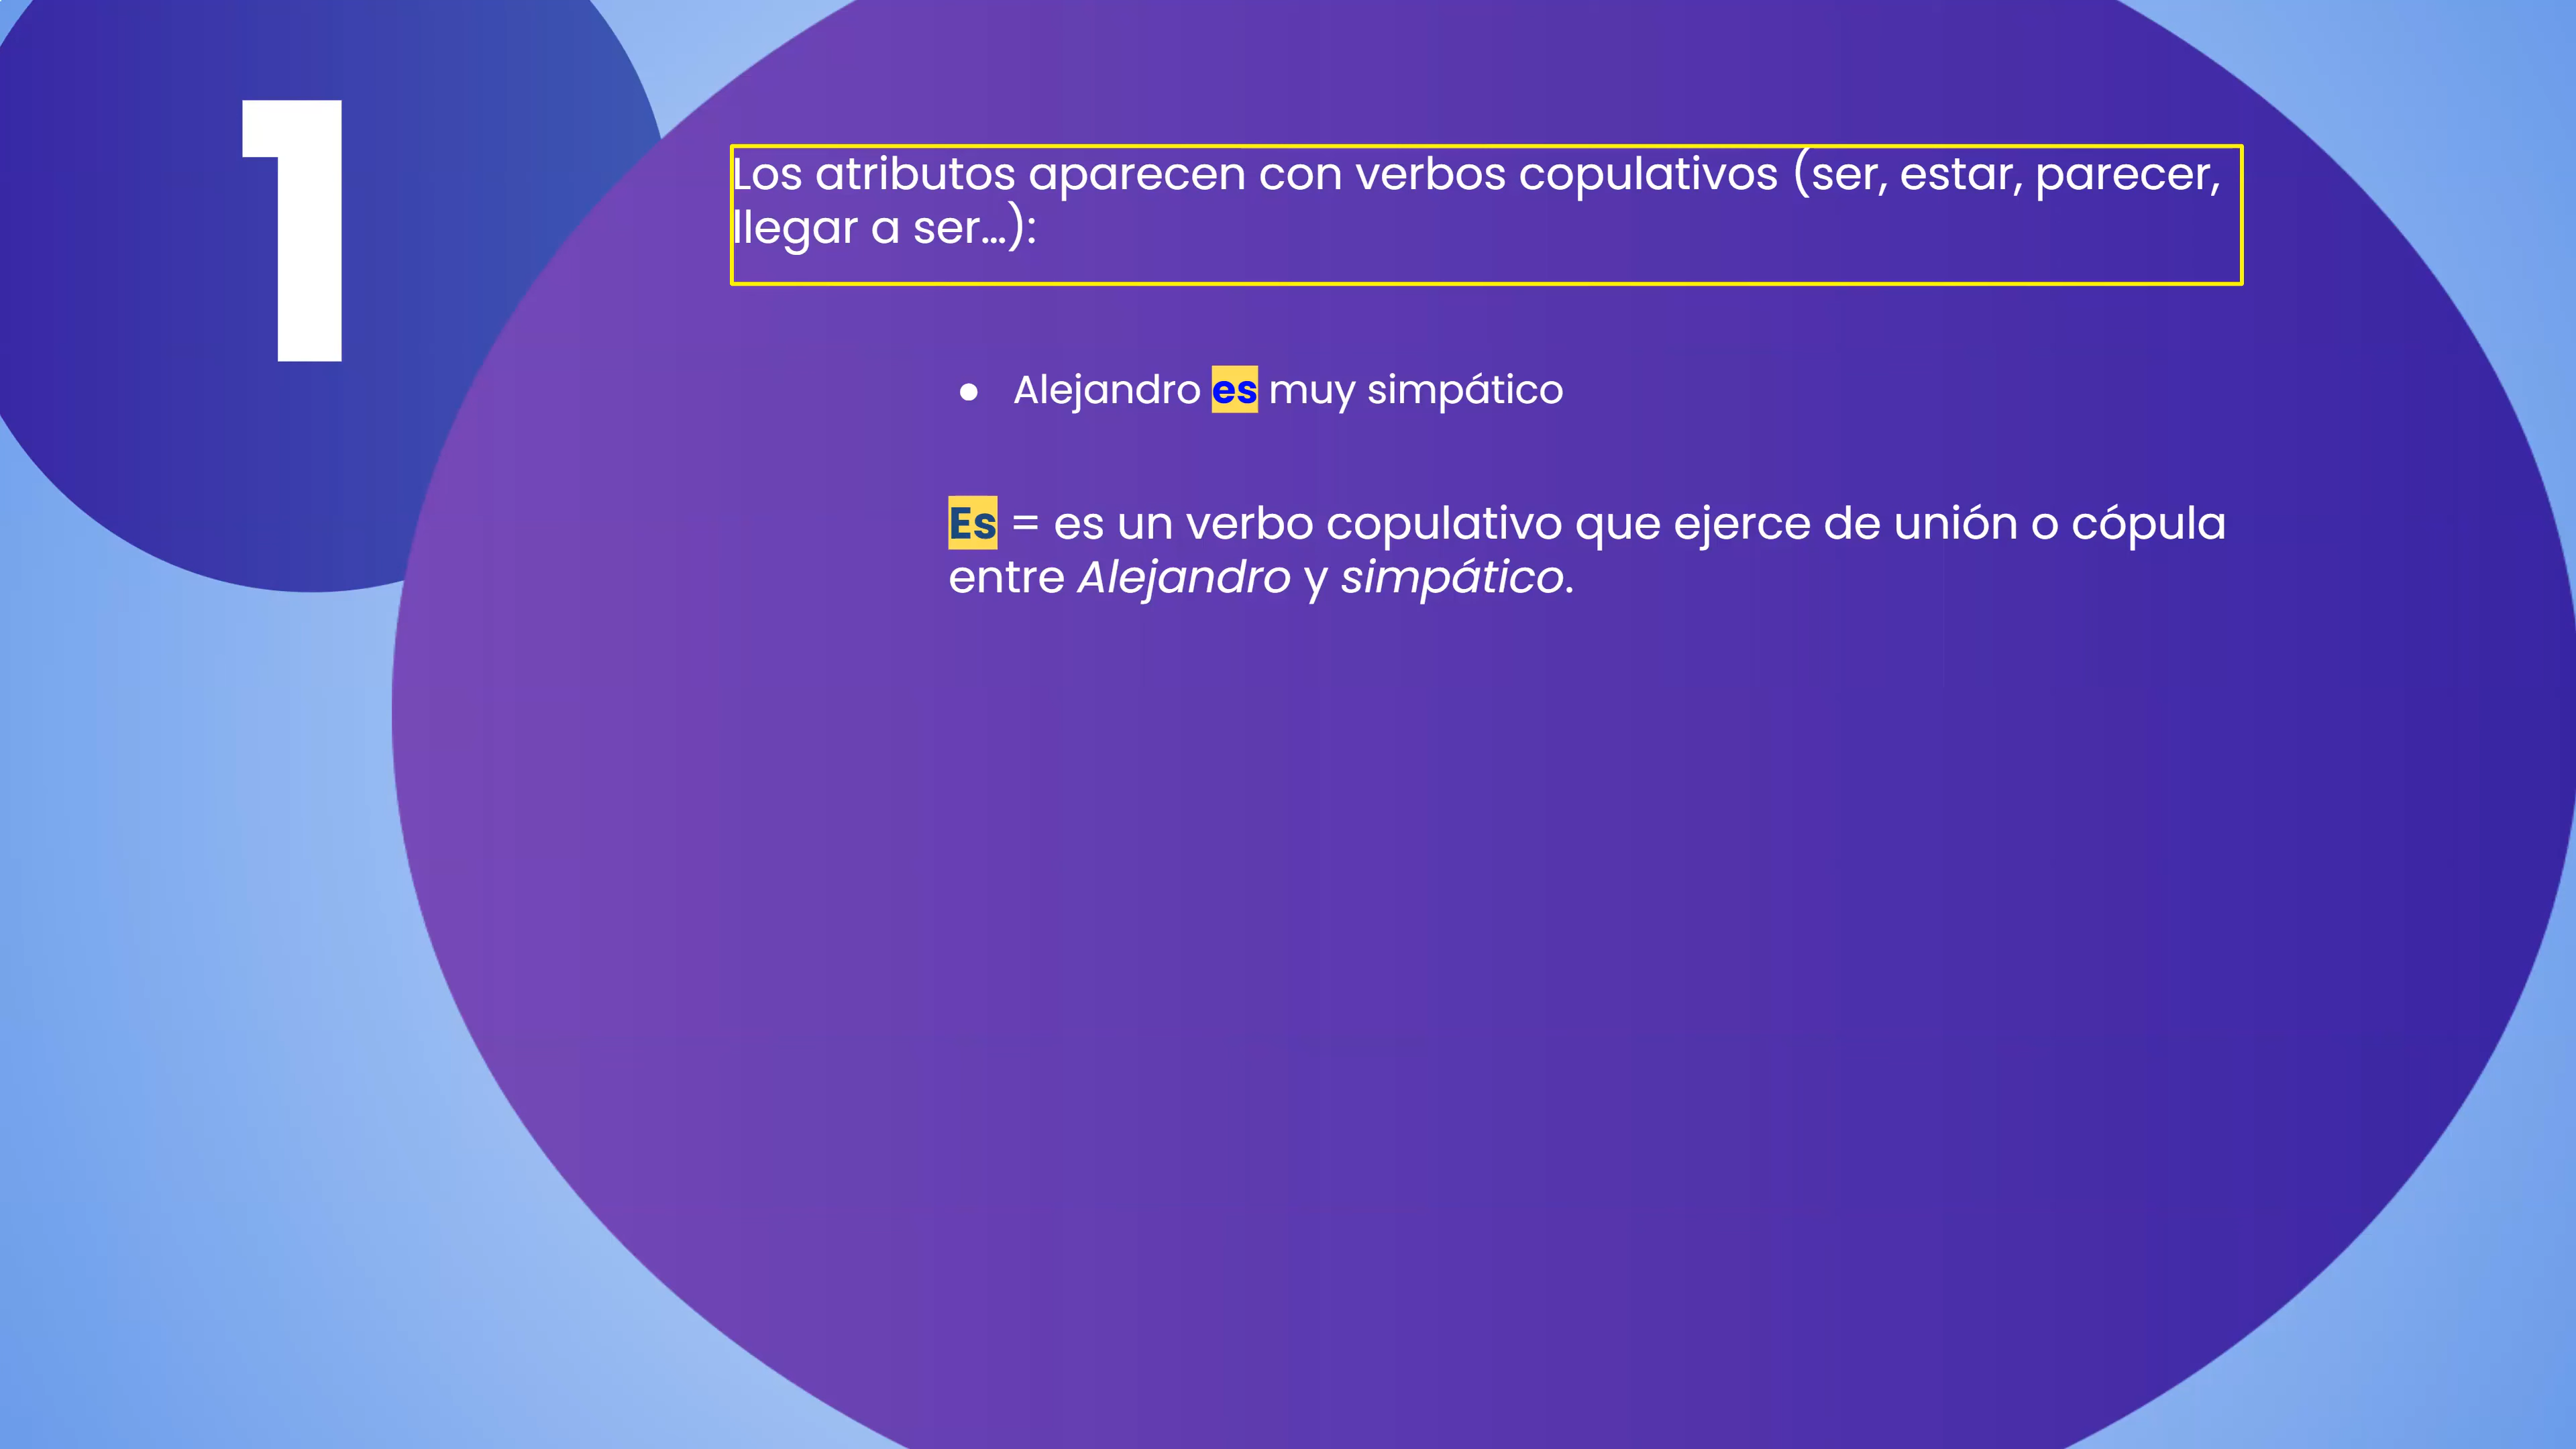 1
Los atributos aparecen con verbos copulativos (ser, estar, parecer,
llegar a ser...):
● Alejandro es muy simpático
Es = es un verbo copulativo que ejerce de unión o cópula
entre Alejandro y simpático.